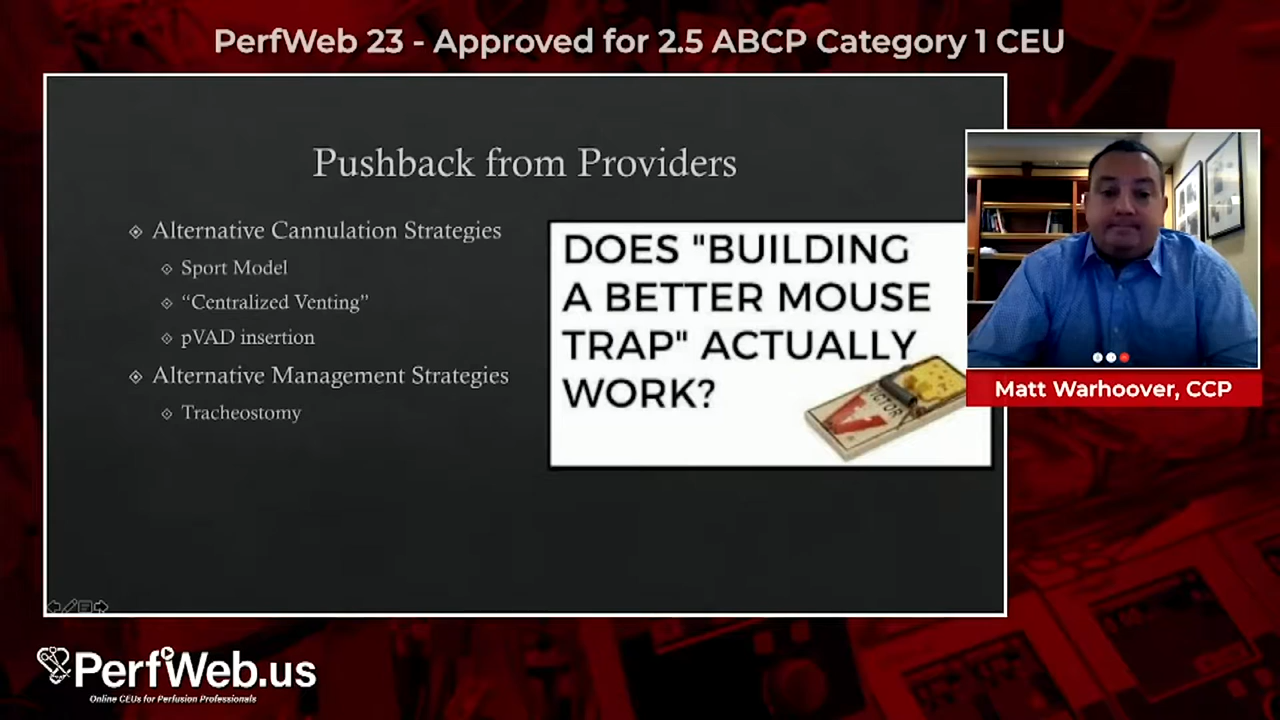 PerfWeb 23 - Approved for 2.5 ABCP Category 1 CEU
Pushback from Providers
Alternative Cannulation Strategies
Sport Model
“Centralized Venting”
pVAD insertion
Alternative Management Strategies
Tracheostomy
DOES "BUILDING
A BETTER MOUSE
TRAP" ACTUALLY
WORK?
VICTOR
V
Matt Warhoover, CCP
PerfWeb.us
Online CEUs for Perfusion Professionals